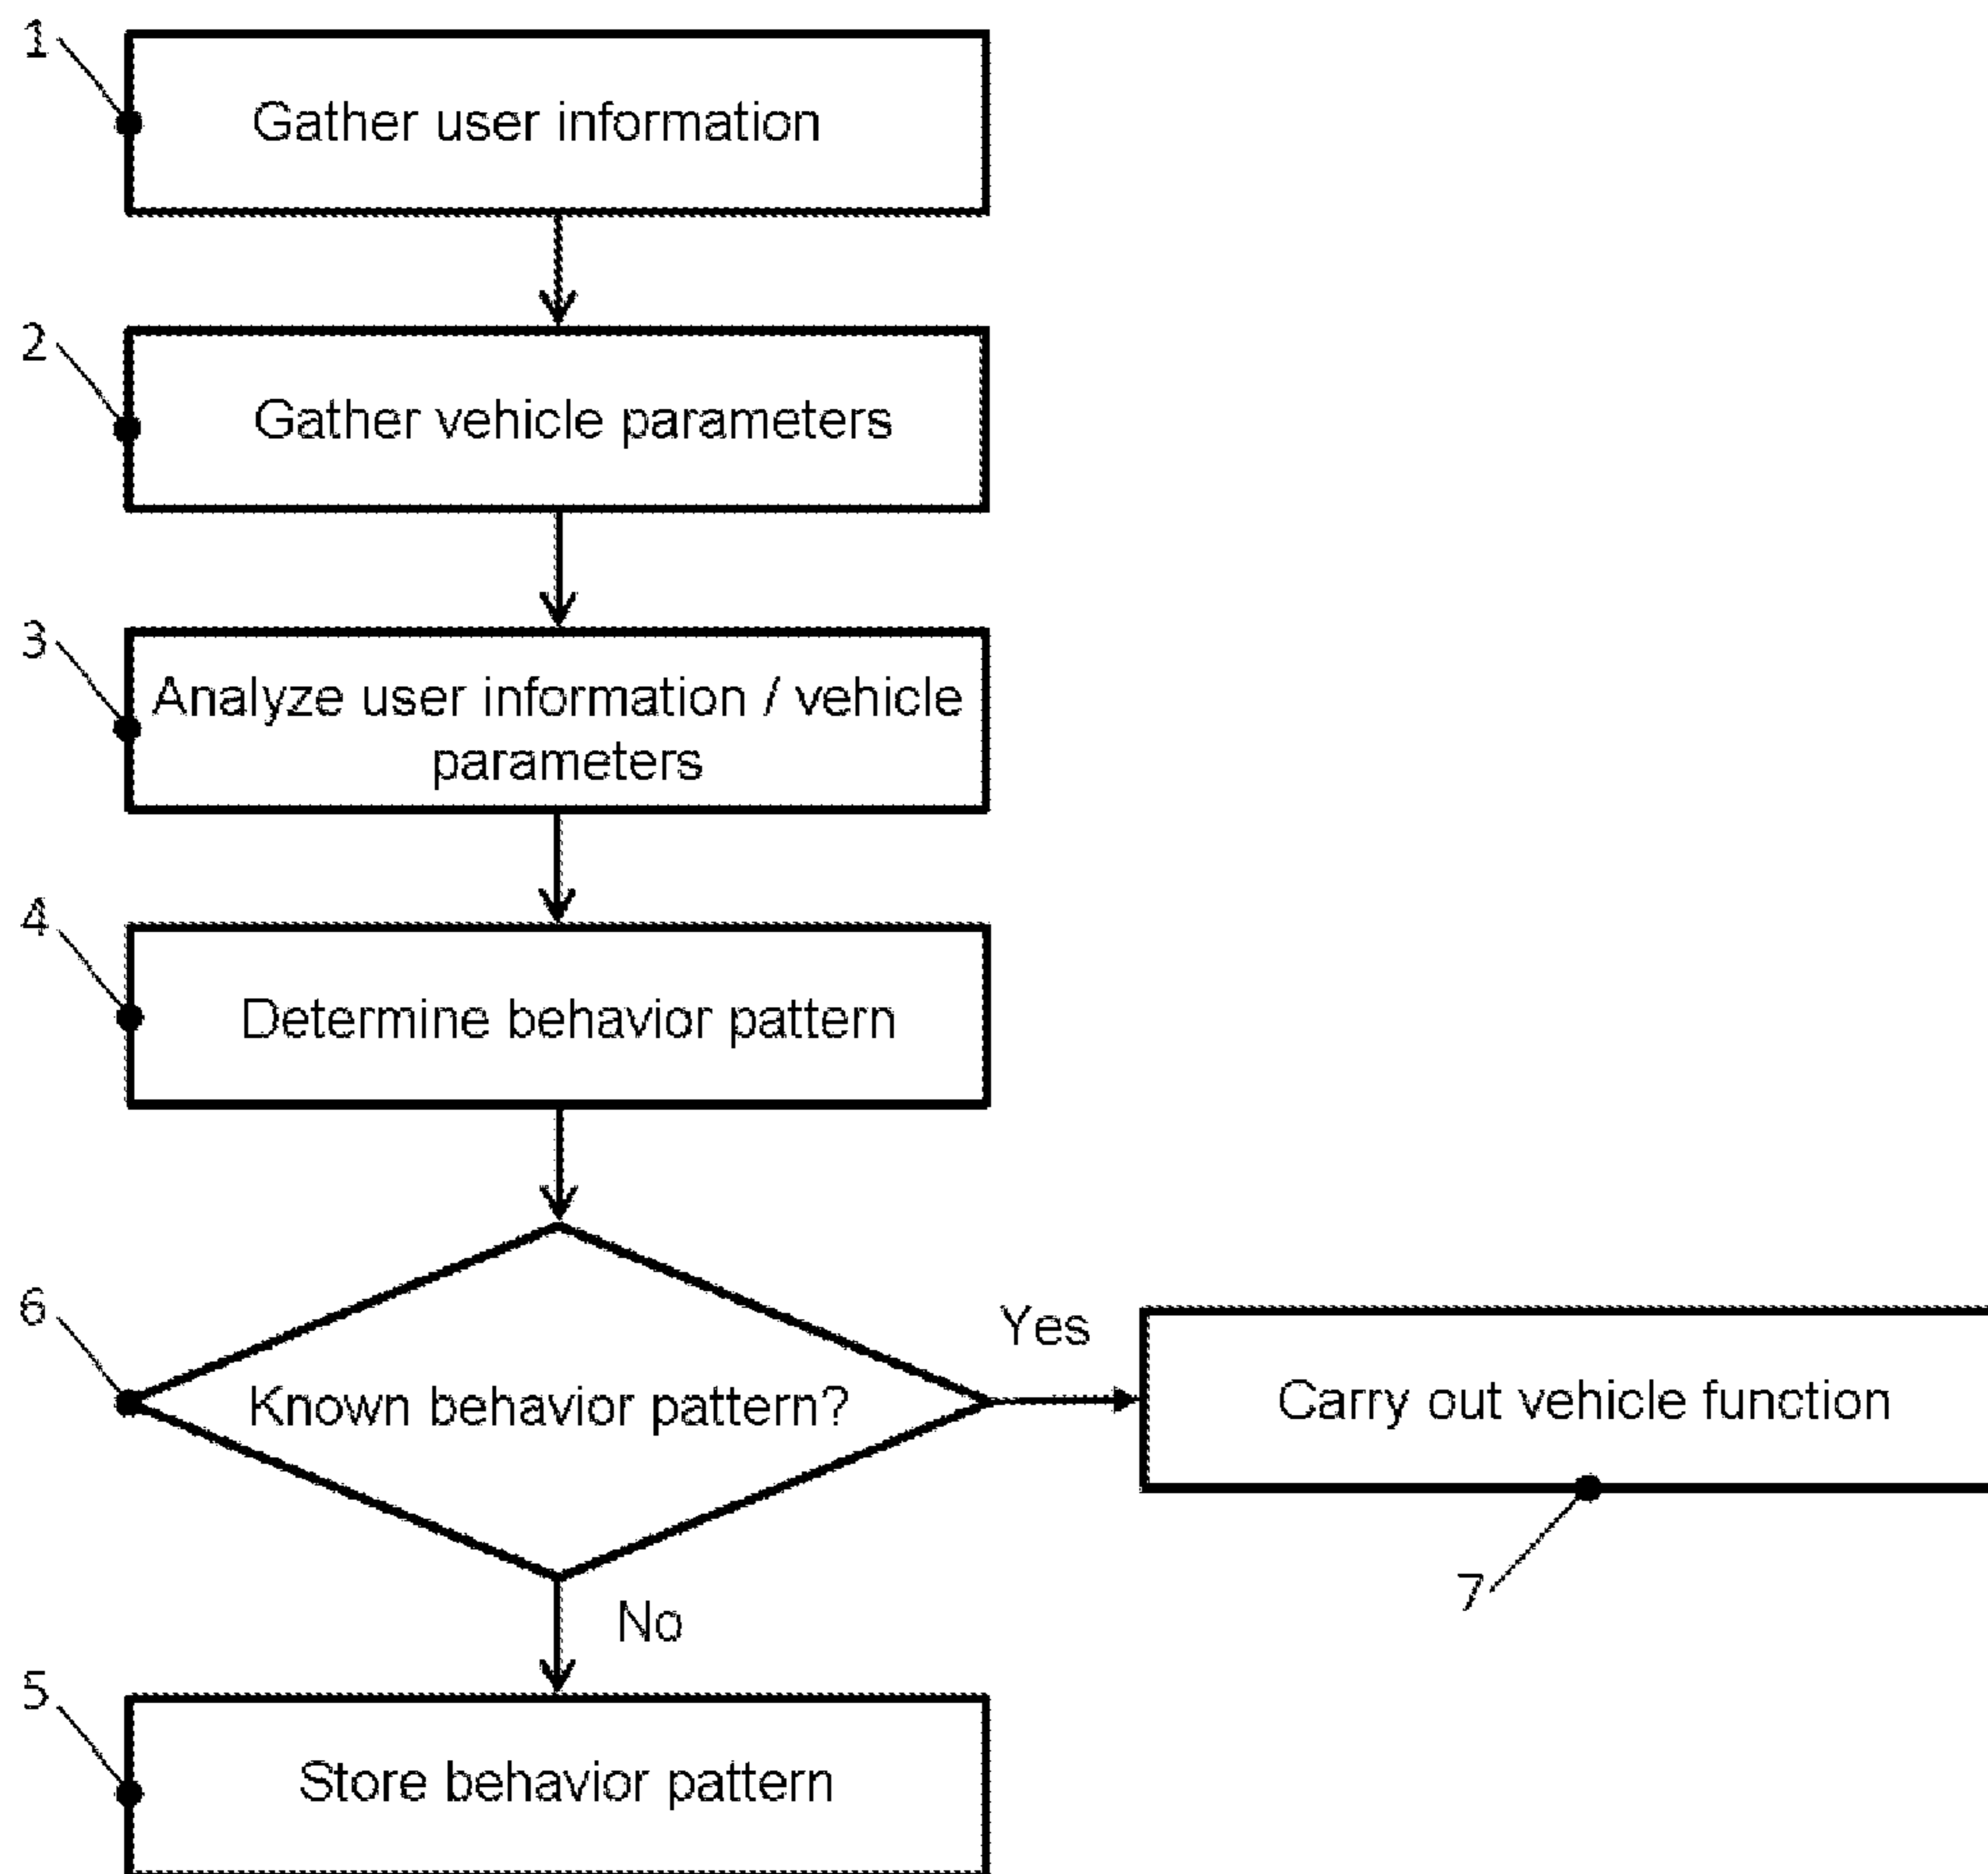 1
Gather user information
2
Gather vehicle parameters
3
Analyze user information / vehicle
parameters
4
Determine behavior pattern
6
Known behavior pattern?
Yes
Carry out vehicle function
7
No
5
Store behavior pattern